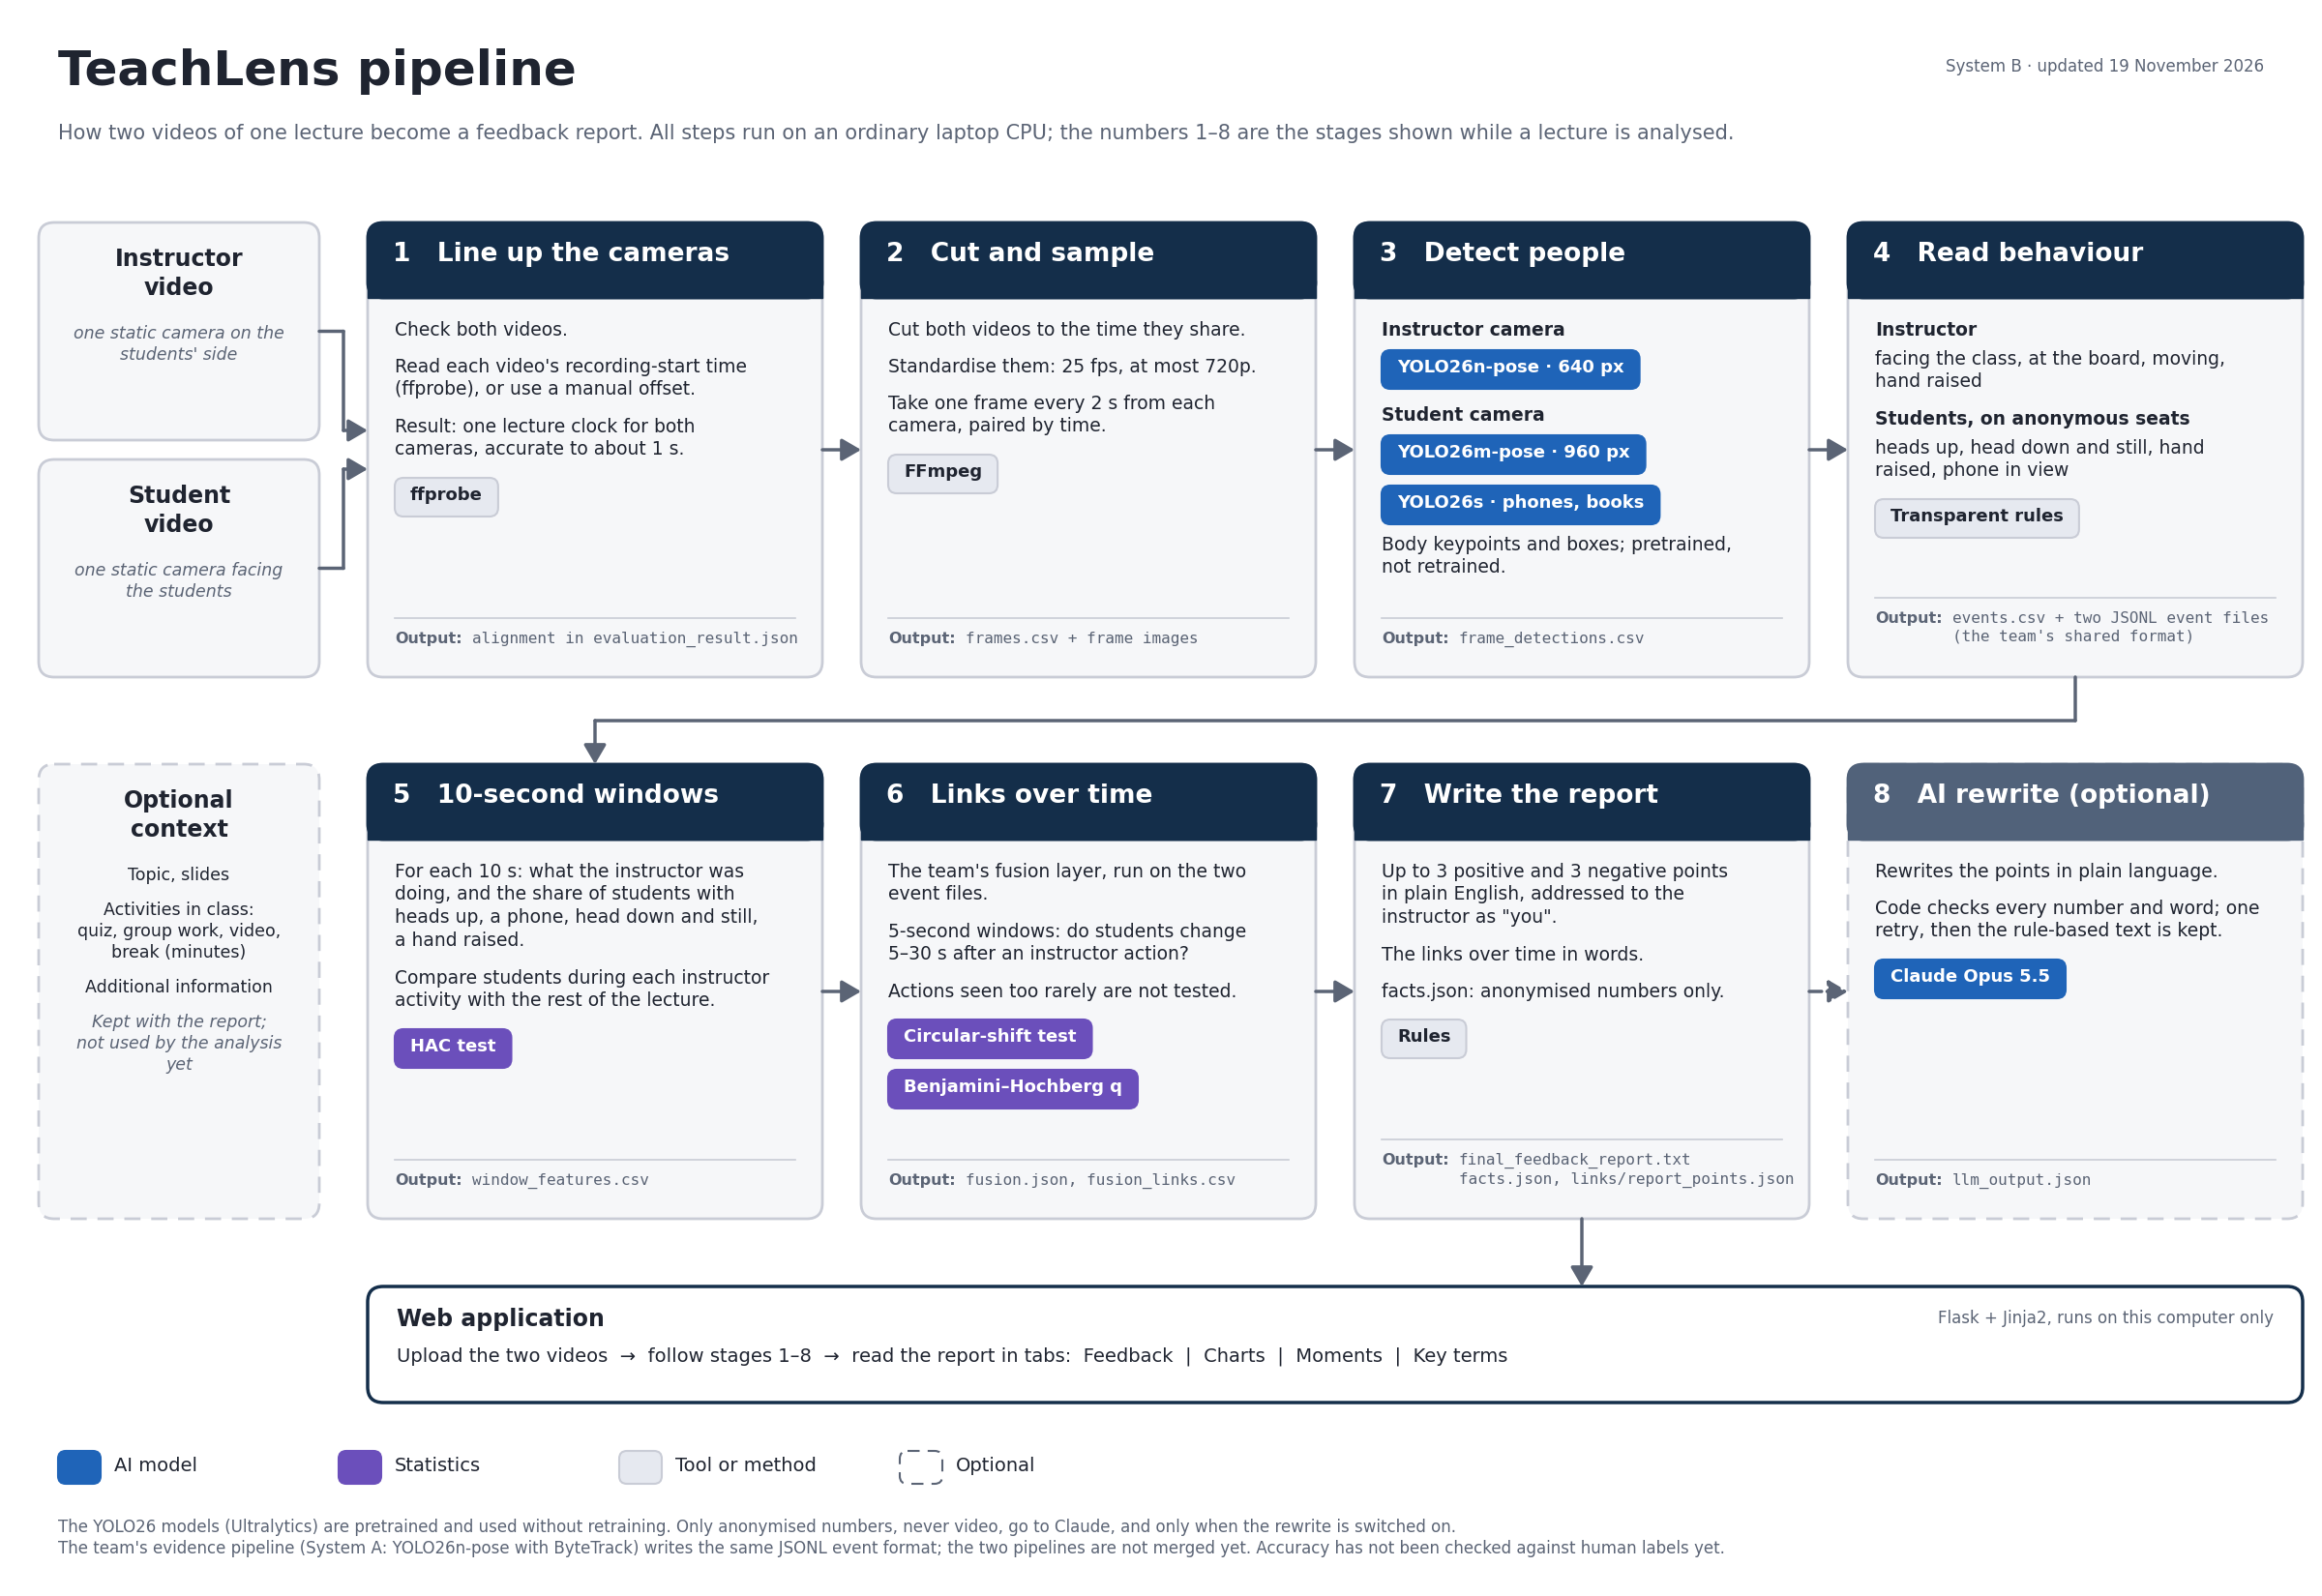 TeachLens pipeline
System B · updated 19 November 2026
How two videos of one lecture become a feedback report. All steps run on an ordinary laptop CPU; the numbers 1–8 are the stages shown while a lecture is analysed.
Instructor
video
one static camera on the
students' side
Student
video
one static camera facing
the students
1 Line up the cameras
Check both videos.
Read each video's recording-start time
(ffprobe), or use a manual offset.
Result: one lecture clock for both
cameras, accurate to about 1 s.
ffprobe
Output: alignment in evaluation_result.json
2 Cut and sample
Cut both videos to the time they share.
Standardise them: 25 fps, at most 720p.
Take one frame every 2 s from each
camera, paired by time.
FFmpeg
Output: frames.csv + frame images
3 Detect people
Instructor camera
YOLO26n-pose · 640 px
Student camera
YOLO26m-pose · 960 px
YOLO26s · phones, books
Body keypoints and boxes; pretrained,
not retrained.
Output: frame_detections.csv
4 Read behaviour
Instructor
facing the class, at the board, moving,
hand raised
Students, on anonymous seats
heads up, head down and still, hand
raised, phone in view
Transparent rules
Output: events.csv + two JSONL event files
(the team's shared format)
Optional
context
Topic, slides
Activities in class:
quiz, group work, video,
break (minutes)
Additional information
Kept with the report;
not used by the analysis
yet
5 10-second windows
For each 10 s: what the instructor was
doing, and the share of students with
heads up, a phone, head down and still,
a hand raised.
Compare students during each instructor
activity with the rest of the lecture.
HAC test
Output: window_features.csv
6 Links over time
The team's fusion layer, run on the two
event files.
5-second windows: do students change
5–30 s after an instructor action?
Actions seen too rarely are not tested.
Circular-shift test
Benjamini–Hochberg q
Output: fusion.json, fusion_links.csv
7 Write the report
Up to 3 positive and 3 negative points
in plain English, addressed to the
instructor as "you".
The links over time in words.
facts.json: anonymised numbers only.
Rules
Output: final_feedback_report.txt
facts.json, links/report_points.json
8 AI rewrite (optional)
Rewrites the points in plain language.
Code checks every number and word; one
retry, then the rule-based text is kept.
Claude Opus 5.5
Output: llm_output.json
Web application
Flask + Jinja2, runs on this computer only
Upload the two videos → follow stages 1–8 → read the report in tabs: Feedback | Charts | Moments | Key terms
AI model
Statistics
Tool or method
Optional
The YOLO26 models (Ultralytics) are pretrained and used without retraining. Only anonymised numbers, never video, go to Claude, and only when the rewrite is switched on.
The team's evidence pipeline (System A: YOLO26n-pose with ByteTrack) writes the same JSONL event format; the two pipelines are not merged yet. Accuracy has not been checked against human labels yet.